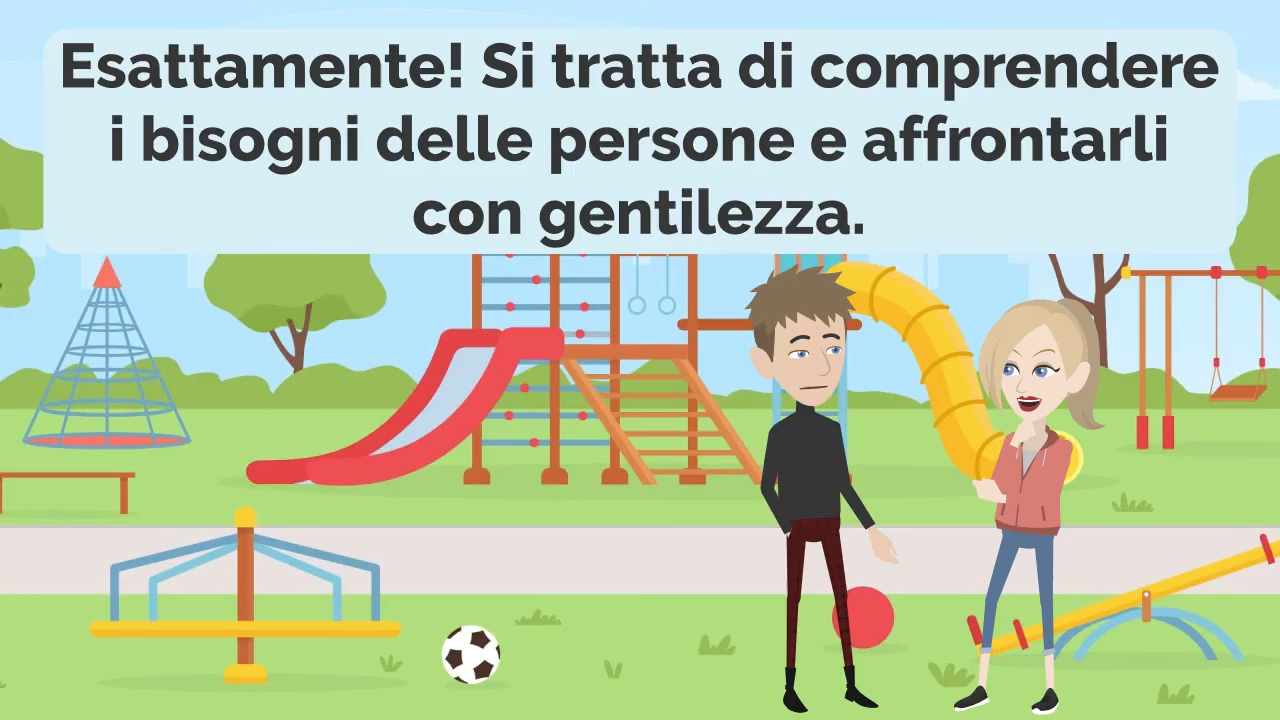 Esattamente! Si tratta di comprendere
i bisogni delle persone e affrontarli
con gentilezza.